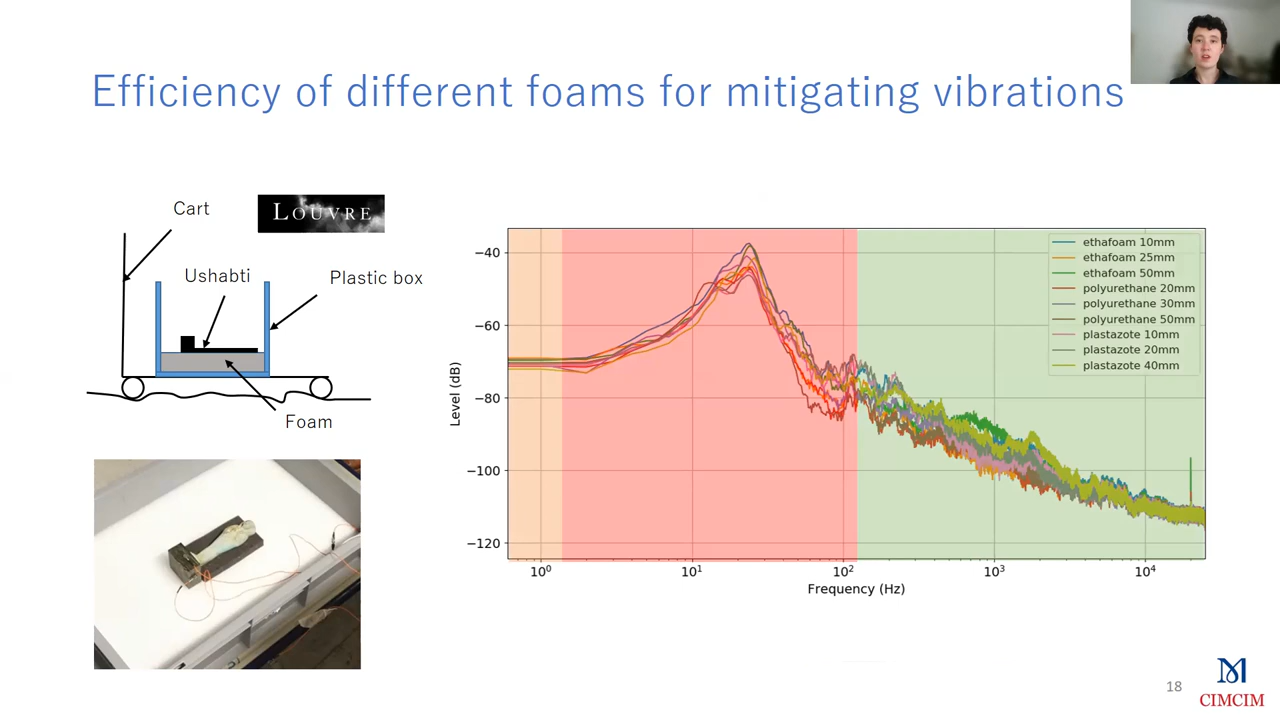 Efficiency of different foams for mitigating vibrations
Cart
LOUVRE
Ushabti
Plastic box
Foam
Level (dB)
−40
−60
−80
−100
−120
10⁰
10¹
10²
10³
10⁴
Frequency (Hz)
ethafoam 10mm
ethafoam 25mm
ethafoam 50mm
polyurethane 20mm
polyurethane 30mm
polyurethane 50mm
plastazote 10mm
plastazote 20mm
plastazote 40mm
18
CIMCIM